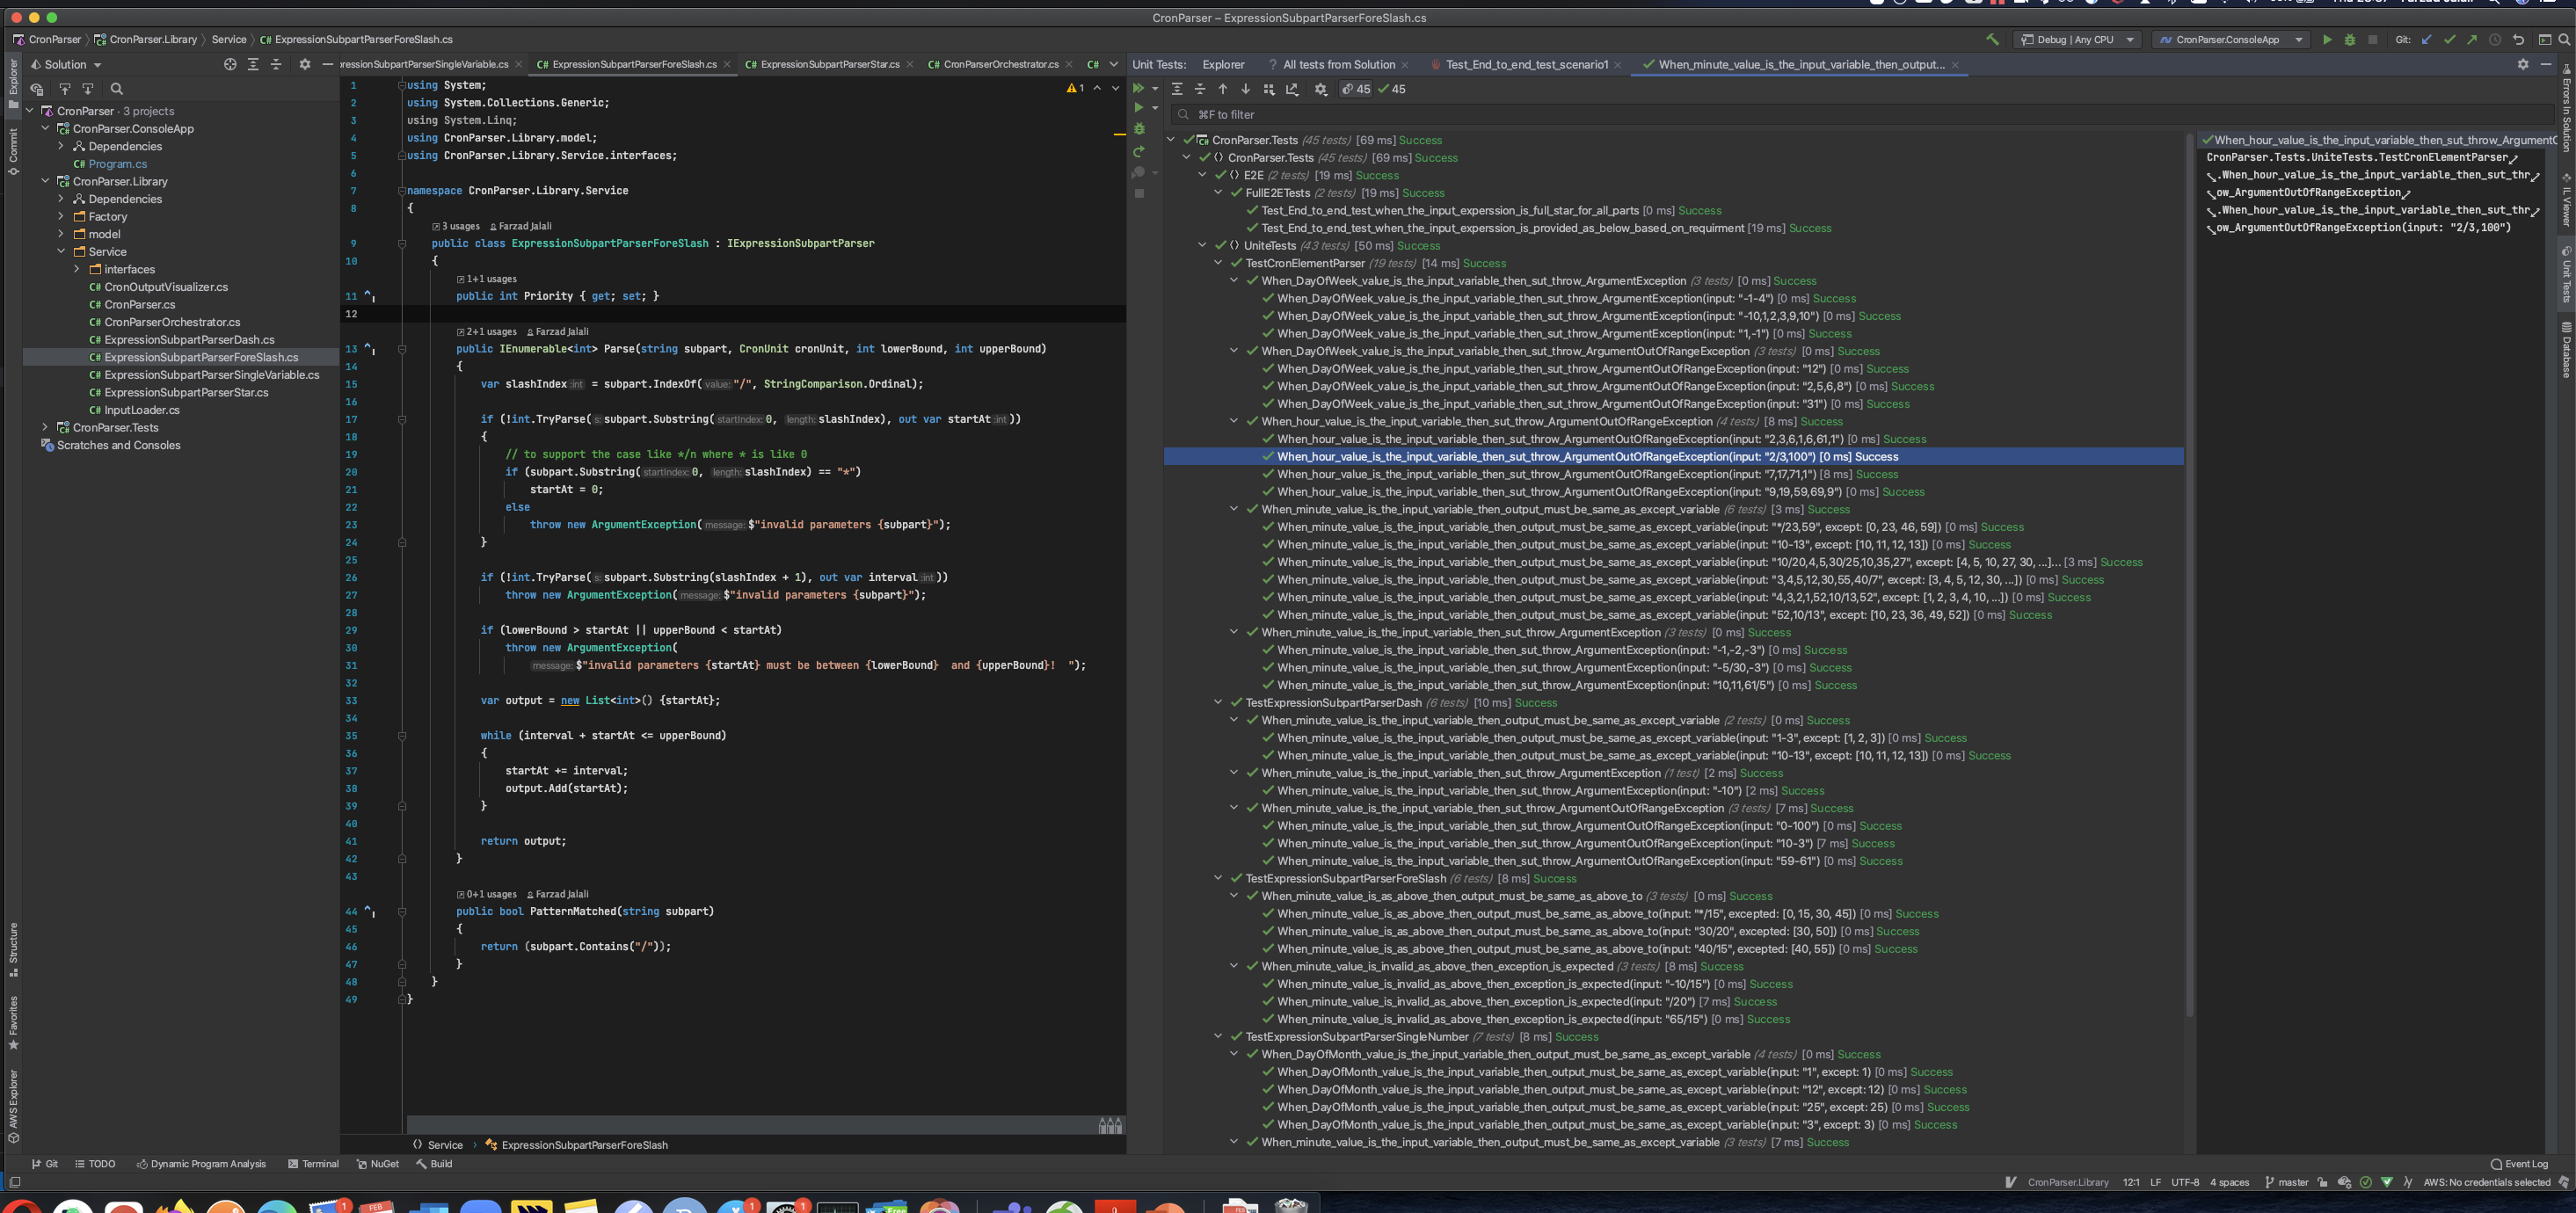 CronParser – ExpressionSubpartParserForeSlash.cs
CronParser
CronParser.Library
Service
C# ExpressionSubpartParserForeSlash.cs
Debug | Any CPU
CronParser.ConsoleApp
Git:
Explorer
Commit
Structure
Favorites
AWS Explorer
Solution
CronParser · 3 projects
CronParser.ConsoleApp
Dependencies
C# Program.cs
CronParser.Library
Dependencies
Factory
model
Service
interfaces
C# CronOutputVisualizer.cs
C# CronParser.cs
C# CronParserOrchestrator.cs
C# ExpressionSubpartParserDash.cs
C# ExpressionSubpartParserForeSlash.cs
C# ExpressionSubpartParserSingleVariable.cs
C# ExpressionSubpartParserStar.cs
C# InputLoader.cs
CronParser.Tests
Scratches and Consoles
ressionSubpartParserSingleVariable.cs
C# ExpressionSubpartParserForeSlash.cs
C# ExpressionSubpartParserStar.cs
C# CronParserOrchestrator.cs
C#
1
1 using System;
2 using System.Collections.Generic;
3 using System.Linq;
4 using CronParser.Library.model;
5 using CronParser.Library.Service.interfaces;
6
7 namespace CronParser.Library.Service
8 {
3 usages Farzad Jalali
9 public class ExpressionSubpartParserForeSlash : IExpressionSubpartParser
10 {
1+1 usages
11 public int Priority { get; set; }
12
2+1 usages Farzad Jalali
13 public IEnumerable<int> Parse(string subpart, CronUnit cronUnit, int lowerBound, int upperBound)
14 {
15 var slashIndex :int = subpart.IndexOf( value: "/", StringComparison.Ordinal);
16
17 if (!int.TryParse( s: subpart.Substring( startIndex: 0, length: slashIndex), out var startAt :int ))
18 {
19 // to support the case like */n where * is like 0
20 if (subpart.Substring( startIndex: 0, length: slashIndex) == "*")
21 startAt = 0;
22 else
23 throw new ArgumentException( message: $"invalid parameters {subpart}");
24 }
25
26 if (!int.TryParse( s: subpart.Substring(slashIndex + 1), out var interval :int ))
27 throw new ArgumentException( message: $"invalid parameters {subpart}");
28
29 if (lowerBound > startAt || upperBound < startAt)
30 throw new ArgumentException(
31 message: $"invalid parameters {startAt} must be between {lowerBound}  and {upperBound}!  ");
32
33 var output = new List<int>() {startAt};
34
35 while (interval + startAt <= upperBound)
36 {
37 startAt += interval;
38 output.Add(startAt);
39 }
40
41 return output;
42 }
43
0+1 usages Farzad Jalali
44 public bool PatternMatched(string subpart)
45 {
46 return (subpart.Contains("/"));
47 }
48 }
49 }
Service
ExpressionSubpartParserForeSlash
Unit Tests:
Explorer
? All tests from Solution
Test_End_to_end_test_scenario1
When_minute_value_is_the_input_variable_then_output...
45
45
⌘F to filter
CronParser.Tests (45 tests) [69 ms] Success
CronParser.Tests (45 tests) [69 ms] Success
E2E (2 tests) [19 ms] Success
FullE2ETests (2 tests) [19 ms] Success
Test_End_to_end_test_when_the_input_experssion_is_full_star_for_all_parts [0 ms] Success
Test_End_to_end_test_when_the_input_experssion_is_provided_as_below_based_on_requirment [19 ms] Success
UniteTests (43 tests) [50 ms] Success
TestCronElementParser (19 tests) [14 ms] Success
When_DayOfWeek_value_is_the_input_variable_then_sut_throw_ArgumentException (3 tests) [0 ms] Success
When_DayOfWeek_value_is_the_input_variable_then_sut_throw_ArgumentException(input: "-1-4") [0 ms] Success
When_DayOfWeek_value_is_the_input_variable_then_sut_throw_ArgumentException(input: "-10,1,2,3,9,10") [0 ms] Success
When_DayOfWeek_value_is_the_input_variable_then_sut_throw_ArgumentException(input: "1,-1") [0 ms] Success
When_DayOfWeek_value_is_the_input_variable_then_sut_throw_ArgumentOutOfRangeException (3 tests) [0 ms] Success
When_DayOfWeek_value_is_the_input_variable_then_sut_throw_ArgumentOutOfRangeException(input: "12") [0 ms] Success
When_DayOfWeek_value_is_the_input_variable_then_sut_throw_ArgumentOutOfRangeException(input: "2,5,6,8") [0 ms] Success
When_DayOfWeek_value_is_the_input_variable_then_sut_throw_ArgumentOutOfRangeException(input: "31") [0 ms] Success
When_hour_value_is_the_input_variable_then_sut_throw_ArgumentOutOfRangeException (4 tests) [8 ms] Success
When_hour_value_is_the_input_variable_then_sut_throw_ArgumentOutOfRangeException(input: "2,3,6,1,6,61,1") [0 ms] Success
When_hour_value_is_the_input_variable_then_sut_throw_ArgumentOutOfRangeException(input: "2/3,100") [0 ms] Success
When_hour_value_is_the_input_variable_then_sut_throw_ArgumentOutOfRangeException(input: "7,17,71,1") [8 ms] Success
When_hour_value_is_the_input_variable_then_sut_throw_ArgumentOutOfRangeException(input: "9,19,59,69,9") [0 ms] Success
When_minute_value_is_the_input_variable_then_output_must_be_same_as_except_variable (6 tests) [3 ms] Success
When_minute_value_is_the_input_variable_then_output_must_be_same_as_except_variable(input: "*/23,59", except: [0, 23, 46, 59]) [0 ms] Success
When_minute_value_is_the_input_variable_then_output_must_be_same_as_except_variable(input: "10-13", except: [10, 11, 12, 13]) [0 ms] Success
When_minute_value_is_the_input_variable_then_output_must_be_same_as_except_variable(input: "10/20,4,5,30/25,10,35,27", except: [4, 5, 10, 27, 30, ...]... [3 ms] Success
When_minute_value_is_the_input_variable_then_output_must_be_same_as_except_variable(input: "3,4,5,12,30,55,40/7", except: [3, 4, 5, 12, 30, ...]) [0 ms] Success
When_minute_value_is_the_input_variable_then_output_must_be_same_as_except_variable(input: "4,3,2,1,52,10/13,52", except: [1, 2, 3, 4, 10, ...]) [0 ms] Success
When_minute_value_is_the_input_variable_then_output_must_be_same_as_except_variable(input: "52,10/13", except: [10, 23, 36, 49, 52]) [0 ms] Success
When_minute_value_is_the_input_variable_then_sut_throw_ArgumentException (3 tests) [0 ms] Success
When_minute_value_is_the_input_variable_then_sut_throw_ArgumentException(input: "-1,-2,-3") [0 ms] Success
When_minute_value_is_the_input_variable_then_sut_throw_ArgumentException(input: "-5/30,-3") [0 ms] Success
When_minute_value_is_the_input_variable_then_sut_throw_ArgumentException(input: "10,11,61/5") [0 ms] Success
TestExpressionSubpartParserDash (6 tests) [10 ms] Success
When_minute_value_is_the_input_variable_then_output_must_be_same_as_except_variable (2 tests) [0 ms] Success
When_minute_value_is_the_input_variable_then_output_must_be_same_as_except_variable(input: "1-3", except: [1, 2, 3]) [0 ms] Success
When_minute_value_is_the_input_variable_then_output_must_be_same_as_except_variable(input: "10-13", except: [10, 11, 12, 13]) [0 ms] Success
When_minute_value_is_the_input_variable_then_sut_throw_ArgumentException (1 test) [2 ms] Success
When_minute_value_is_the_input_variable_then_sut_throw_ArgumentException(input: "-10") [2 ms] Success
When_minute_value_is_the_input_variable_then_sut_throw_ArgumentOutOfRangeException (3 tests) [7 ms] Success
When_minute_value_is_the_input_variable_then_sut_throw_ArgumentOutOfRangeException(input: "0-100") [0 ms] Success
When_minute_value_is_the_input_variable_then_sut_throw_ArgumentOutOfRangeException(input: "10-3") [7 ms] Success
When_minute_value_is_the_input_variable_then_sut_throw_ArgumentOutOfRangeException(input: "59-61") [0 ms] Success
TestExpressionSubpartParserForeSlash (6 tests) [8 ms] Success
When_minute_value_is_as_above_then_output_must_be_same_as_above_to (3 tests) [0 ms] Success
When_minute_value_is_as_above_then_output_must_be_same_as_above_to(input: "*/15", excepted: [0, 15, 30, 45]) [0 ms] Success
When_minute_value_is_as_above_then_output_must_be_same_as_above_to(input: "30/20", excepted: [30, 50]) [0 ms] Success
When_minute_value_is_as_above_then_output_must_be_same_as_above_to(input: "40/15", excepted: [40, 55]) [0 ms] Success
When_minute_value_is_invalid_as_above_then_exception_is_expected (3 tests) [8 ms] Success
When_minute_value_is_invalid_as_above_then_exception_is_expected(input: "-10/15") [0 ms] Success
When_minute_value_is_invalid_as_above_then_exception_is_expected(input: "/20") [7 ms] Success
When_minute_value_is_invalid_as_above_then_exception_is_expected(input: "65/15") [0 ms] Success
TestExpressionSubpartParserSingleNumber (7 tests) [8 ms] Success
When_DayOfMonth_value_is_the_input_variable_then_output_must_be_same_as_except_variable (4 tests) [0 ms] Success
When_DayOfMonth_value_is_the_input_variable_then_output_must_be_same_as_except_variable(input: "1", except: 1) [0 ms] Success
When_DayOfMonth_value_is_the_input_variable_then_output_must_be_same_as_except_variable(input: "12", except: 12) [0 ms] Success
When_DayOfMonth_value_is_the_input_variable_then_output_must_be_same_as_except_variable(input: "25", except: 25) [0 ms] Success
When_DayOfMonth_value_is_the_input_variable_then_output_must_be_same_as_except_variable(input: "3", except: 3) [0 ms] Success
When_minute_value_is_the_input_variable_then_output_must_be_same_as_except_variable (3 tests) [7 ms] Success
When_hour_value_is_the_input_variable_then_sut_throw_Argument
CronParser.Tests.UniteTests.TestCronElementParser
.When_hour_value_is_the_input_variable_then_sut_thr
ow_ArgumentOutOfRangeException
.When_hour_value_is_the_input_variable_then_sut_thr
ow_ArgumentOutOfRangeException(input: "2/3,100")
Errors In Solution
IL Viewer
Unit Tests
Database
Git
TODO
Dynamic Program Analysis
Terminal
NuGet
Build
Event Log
CronParser.Library
12:1
LF
UTF-8
4 spaces
master
AWS: No credentials selected
1
FEB
1
1
Free
FEB